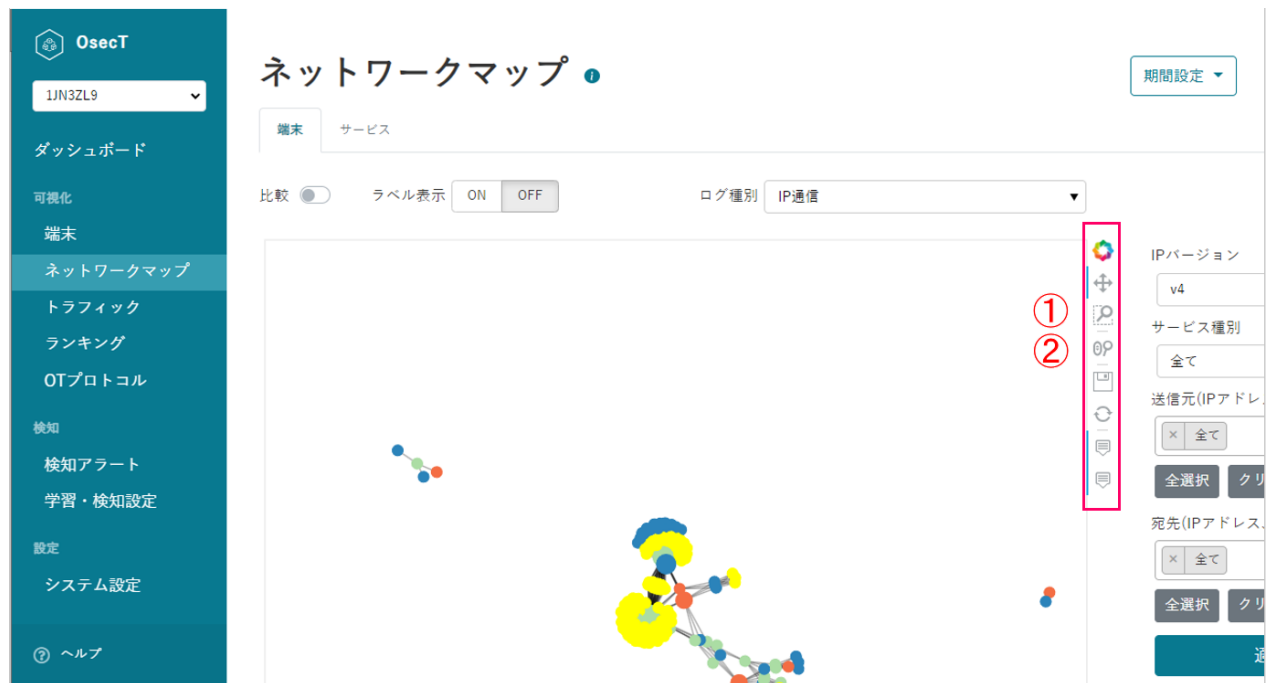 OsecT
1JN3ZL9
ダッシュボード
可視化
端末
ネットワークマップ
トラフィック
ランキング
OTプロトコル
検知
検知アラート
学習・検知設定
設定
システム設定
ヘルプ
ネットワークマップ
期間設定
端末
サービス
比較
ラベル表示
ON
OFF
ログ種別
IP通信
①
②
IPバージョン
v4
サービス種別
全て
送信元(IPアドレ
× 全て
全選択
クリ
宛先(IPアドレス
× 全て
全選択
クリ